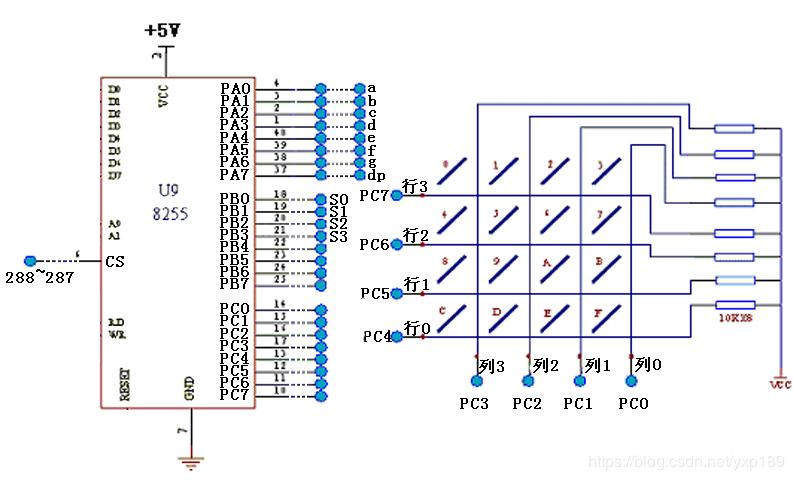 +5V
2
VCC
D0
D1
D2
D3
D4
D5
D6
D7
U9
8255
A0
A1
CS
6
288~287
RD
WR
RESET
GND
7
PA0 4 a
PA1 3 b
PA2 2 c
PA3 1 d
PA4 40 e
PA5 39 f
PA6 38 g
PA7 37 dp
PB0 18 S0
PB1 19 S1
PB2 20 S2
PB3 21 S3
PB4 22
PB5 23
PB6 24
PB7 25
PC0 14
PC1 15
PC2 16
PC3 17
PC4 13
PC5 12
PC6 11
PC7 10
0 1 2 3
PC7 行3
4 5 6 7
PC6 行2
8 9 A B
PC5 行1
C D E F
PC4 行0
10K
列3 列2 列1 列0
PC3 PC2 PC1 PC0
VCC
https://blog.csdn.net/yxp189